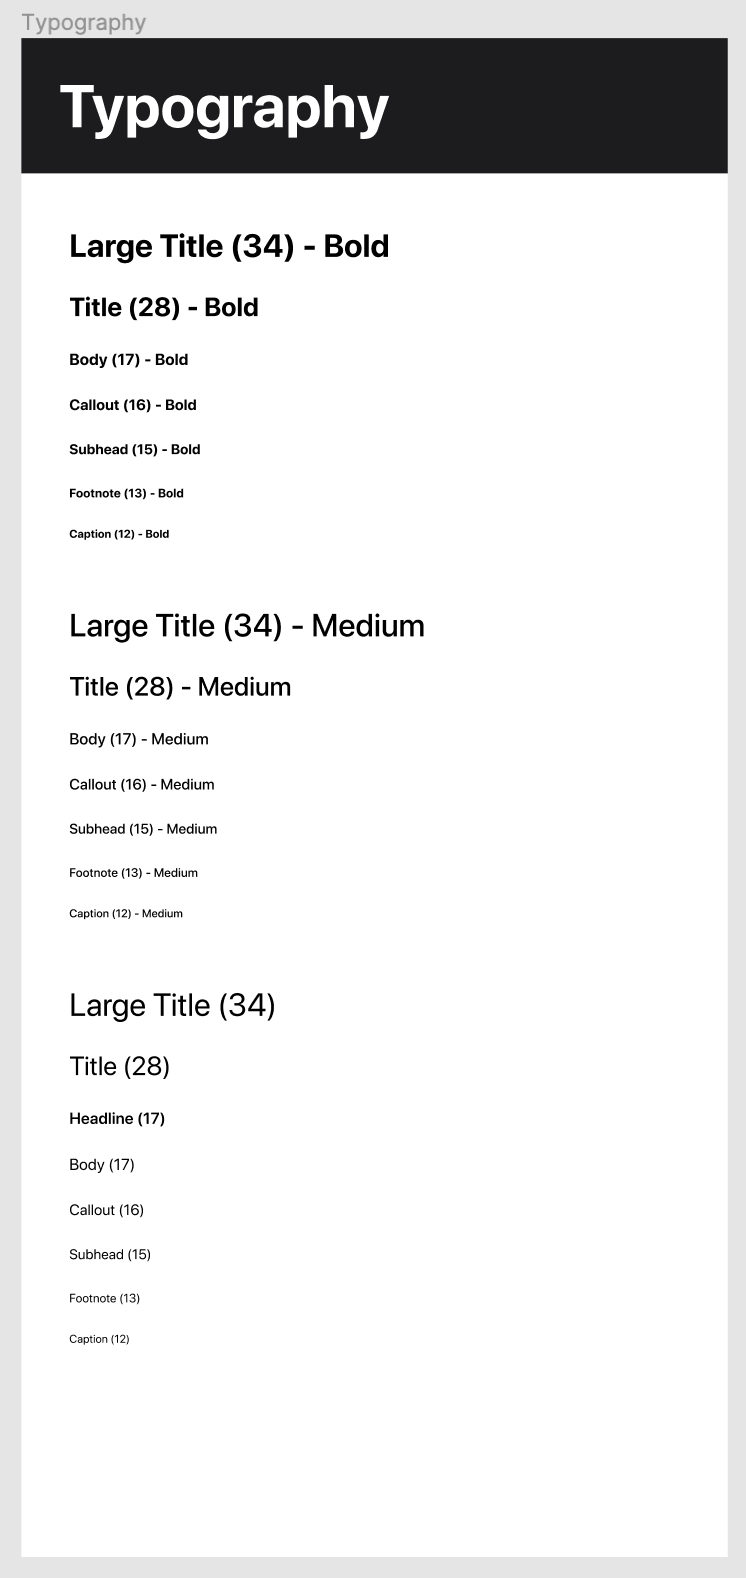 Typography
Typography
Large Title (34) - Bold
Title (28) - Bold
Body (17) - Bold
Callout (16) - Bold
Subhead (15) - Bold
Footnote (13) - Bold
Caption (12) - Bold
Large Title (34) - Medium
Title (28) - Medium
Body (17) - Medium
Callout (16) - Medium
Subhead (15) - Medium
Footnote (13) - Medium
Caption (12) - Medium
Large Title (34)
Title (28)
Headline (17)
Body (17)
Callout (16)
Subhead (15)
Footnote (13)
Caption (12)